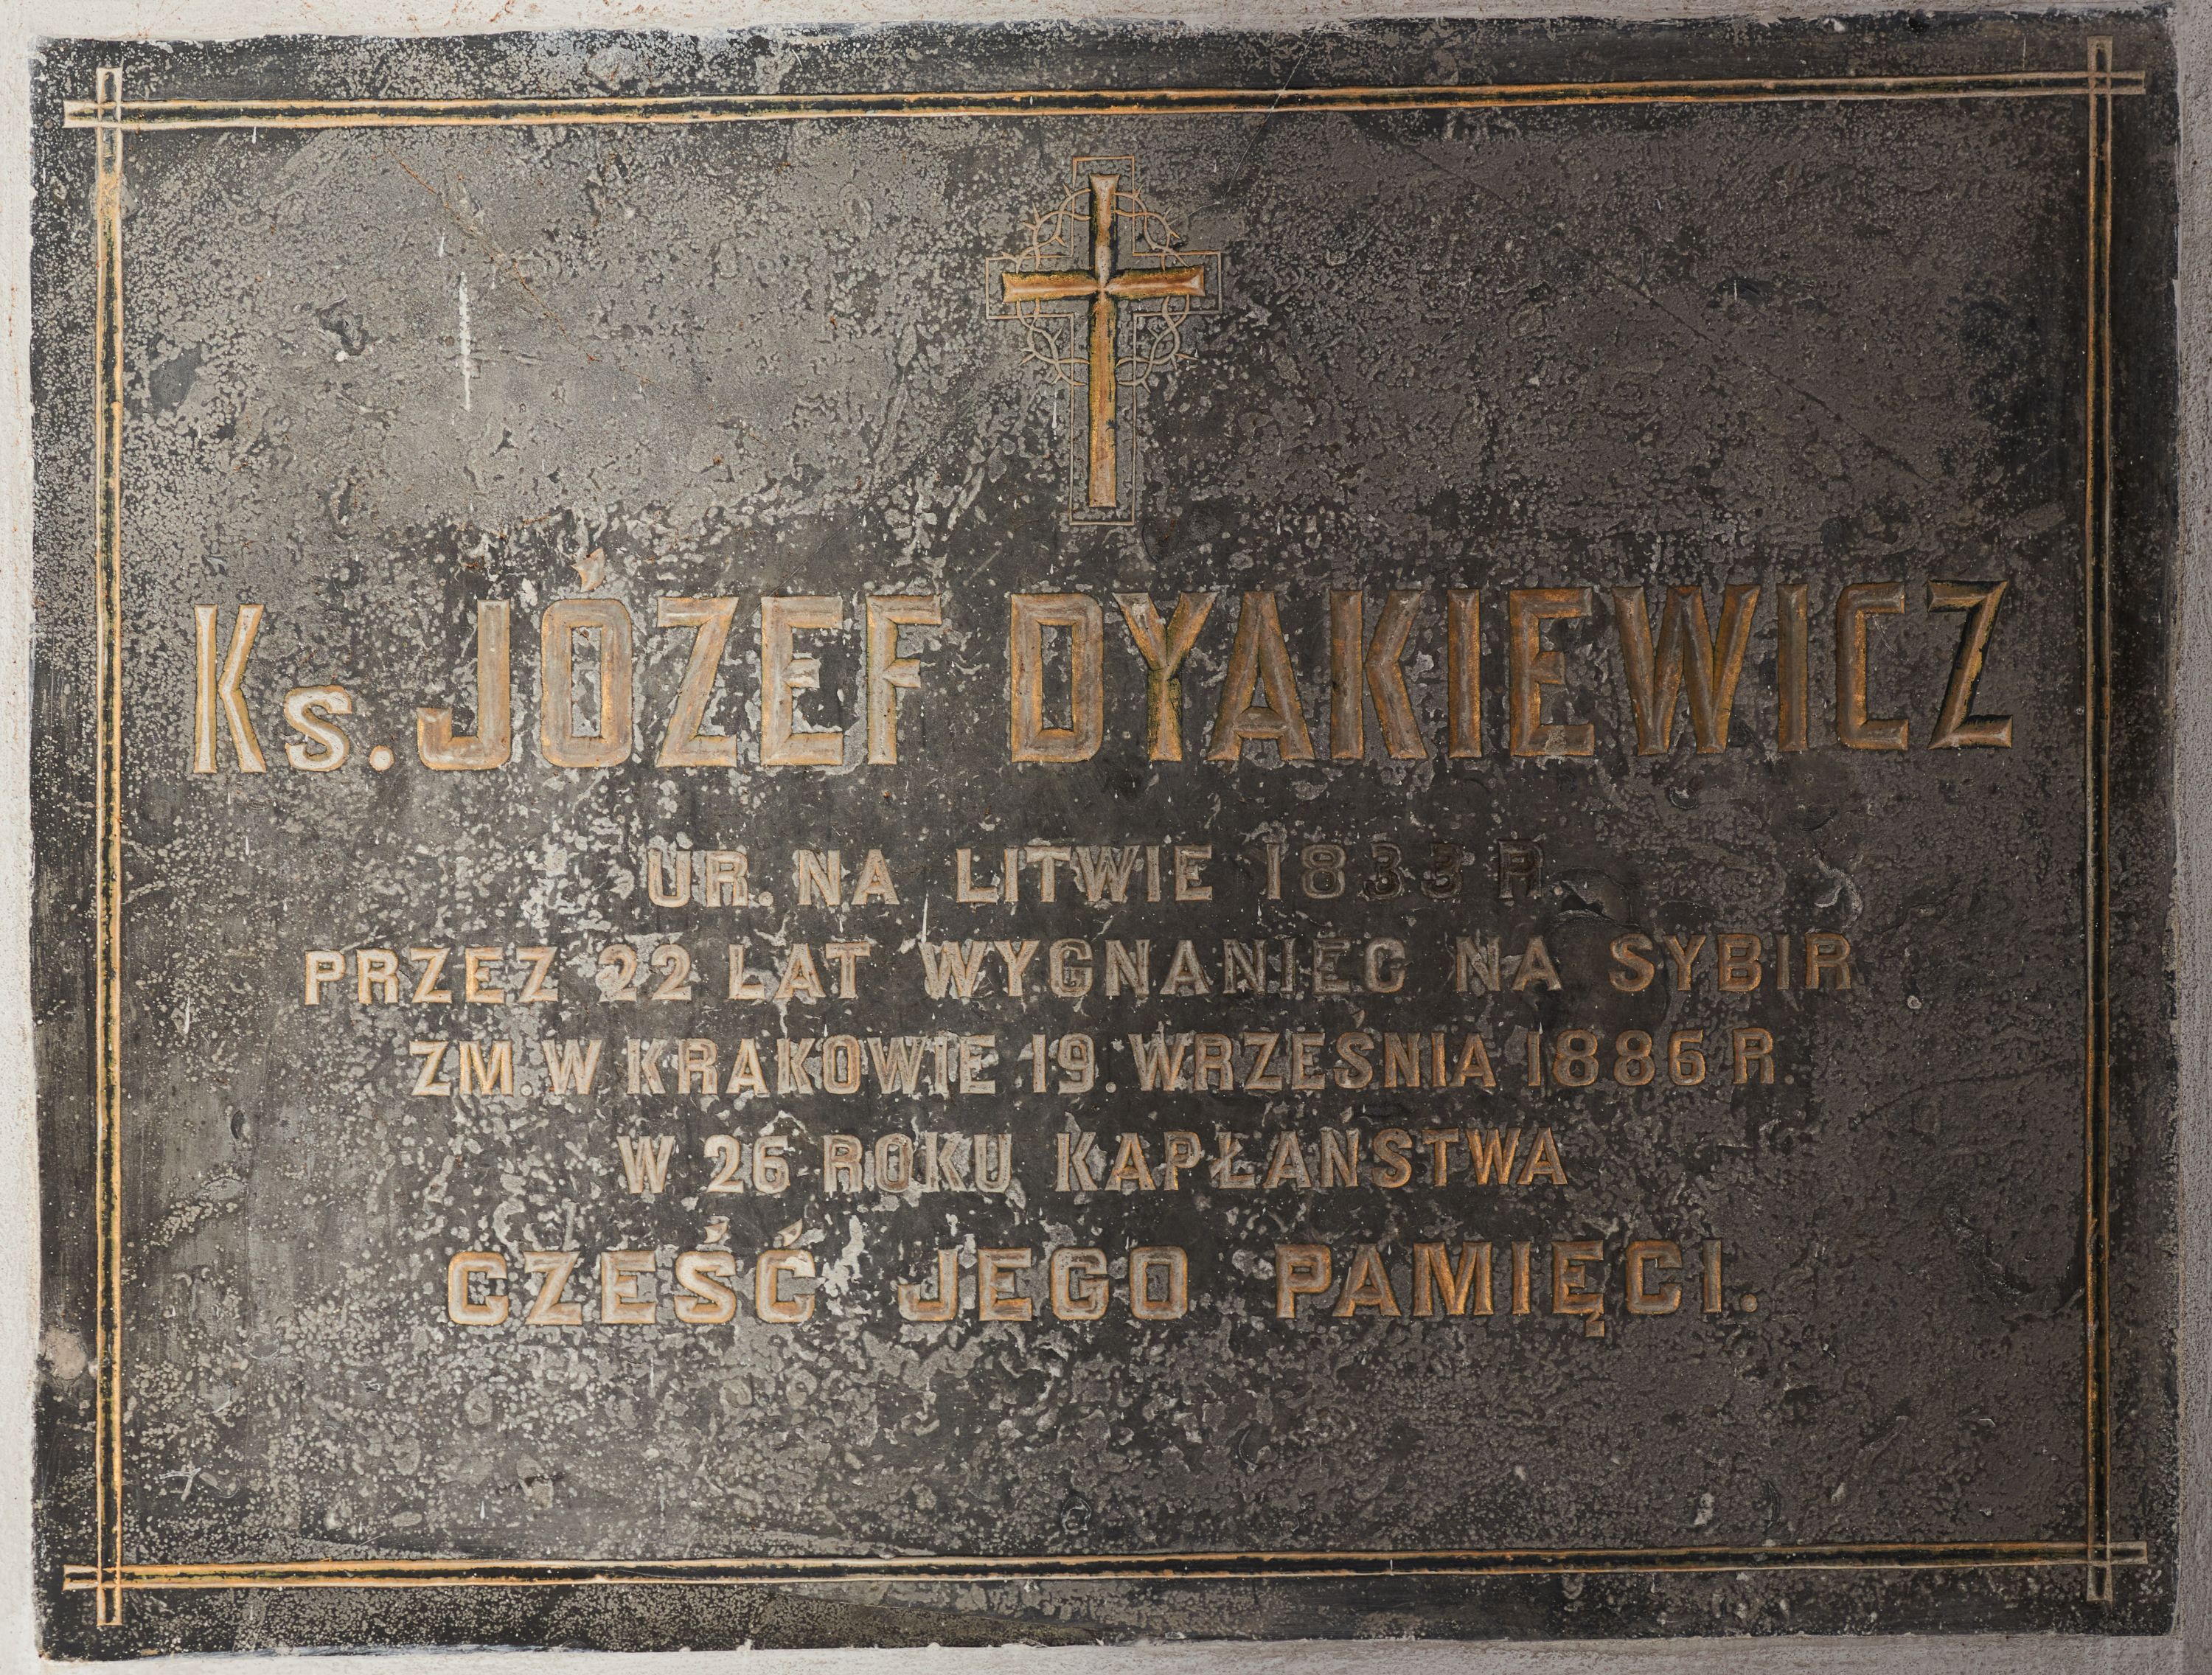 Ks. JÓZEF DYAKIEWICZ
UR. NA LITWIE 1833 R.
PRZEZ 22 LAT WYGNANIEC NA SYBIR
ZM. W KRAKOWIE 19. WRZEŚNIA 1886 R.
W 26 ROKU KAPŁANSTWA
CZEŚĆ JEGO PAMIĘCI.